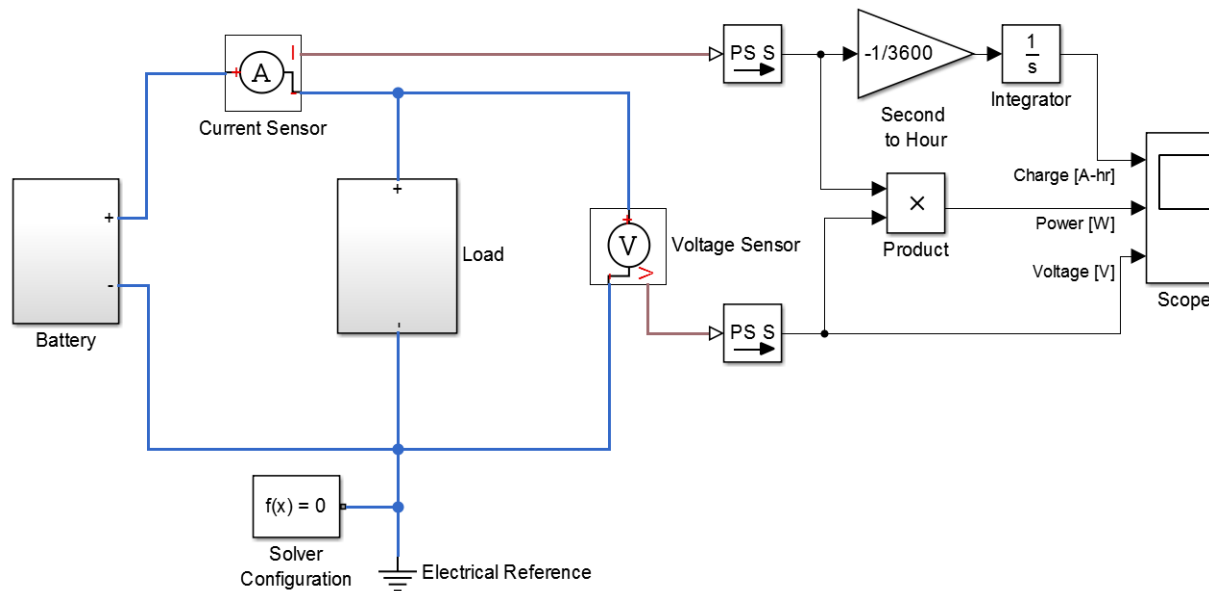 A
I
+
-
Current Sensor
PS S
-1/3600
Second
to Hour
1
s
Integrator
Charge [A-hr]
Power [W]
Voltage [V]
Scope
×
Product
+
-
Battery
+
-
Load
+
V
-
V
Voltage Sensor
PS S
f(x) = 0
Solver
Configuration
Electrical Reference